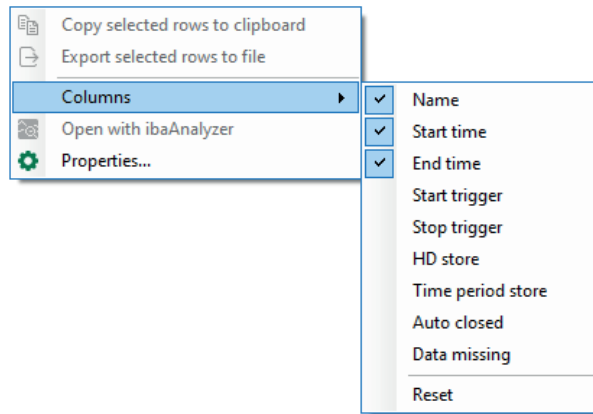 Copy selected rows to clipboard
Export selected rows to file
Columns
Open with ibaAnalyzer
Properties...
Name
Start time
End time
Start trigger
Stop trigger
HD store
Time period store
Auto closed
Data missing
Reset